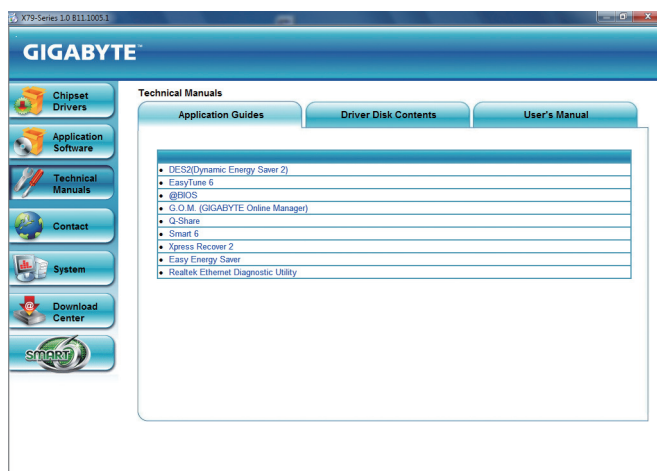 X79-Series 1.0 B11.1005.1
GIGABYTE™
Chipset
Drivers
Application
Software
Technical
Manuals
Contact
System
Download
Center
SMART6
Technical Manuals
Application Guides
Driver Disk Contents
User's Manual
DES2(Dynamic Energy Saver 2)
EasyTune 6
@BIOS
G.O.M. (GIGABYTE Online Manager)
Q-Share
Smart 6
Xpress Recover 2
Easy Energy Saver
Realtek Ethernet Diagnostic Utility